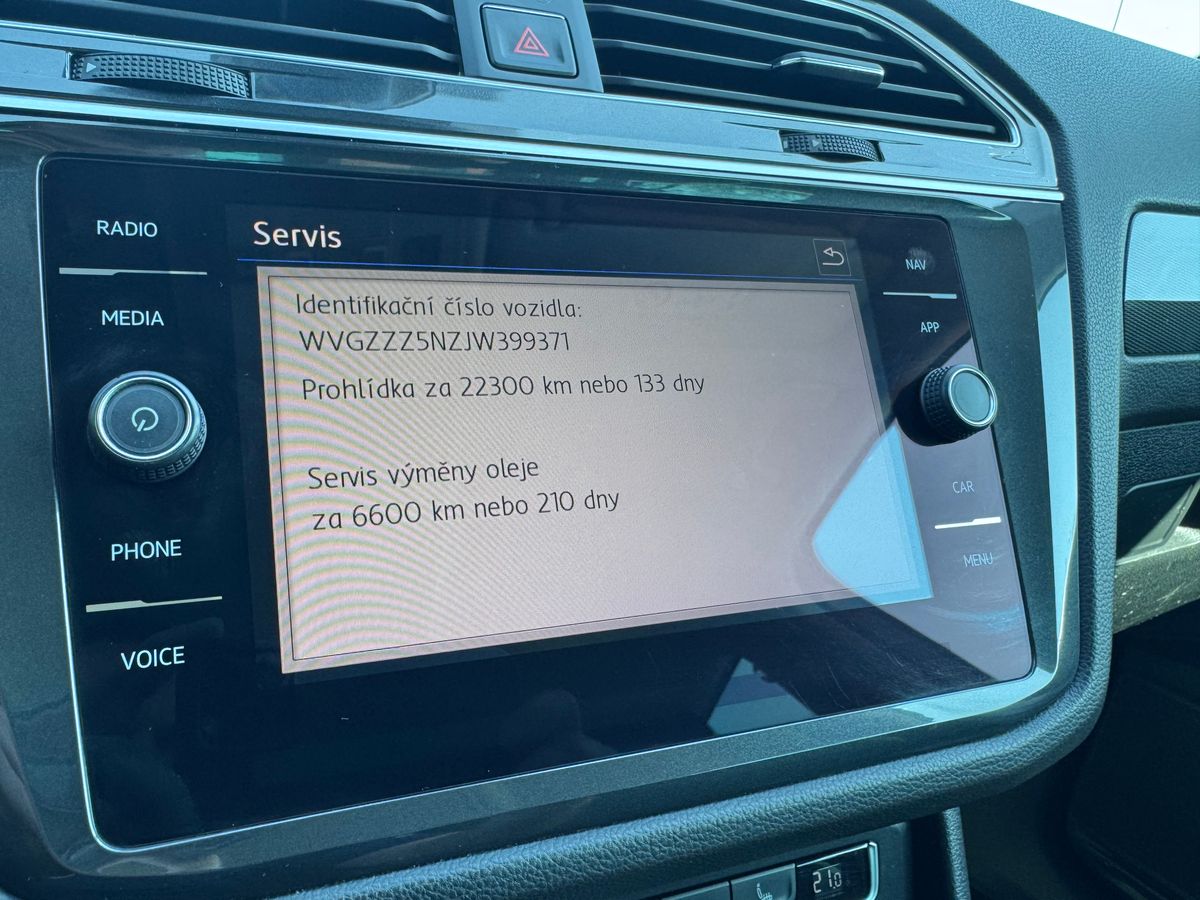 RADIO
MEDIA
PHONE
VOICE
Servis
Identifikační číslo vozidla:
WVGZZZ5NZJW399371
Prohlídka za 22300 km nebo 133 dny
Servis výměny oleje
za 6600 km nebo 210 dny
NAV
APP
CAR
MENU
21.0